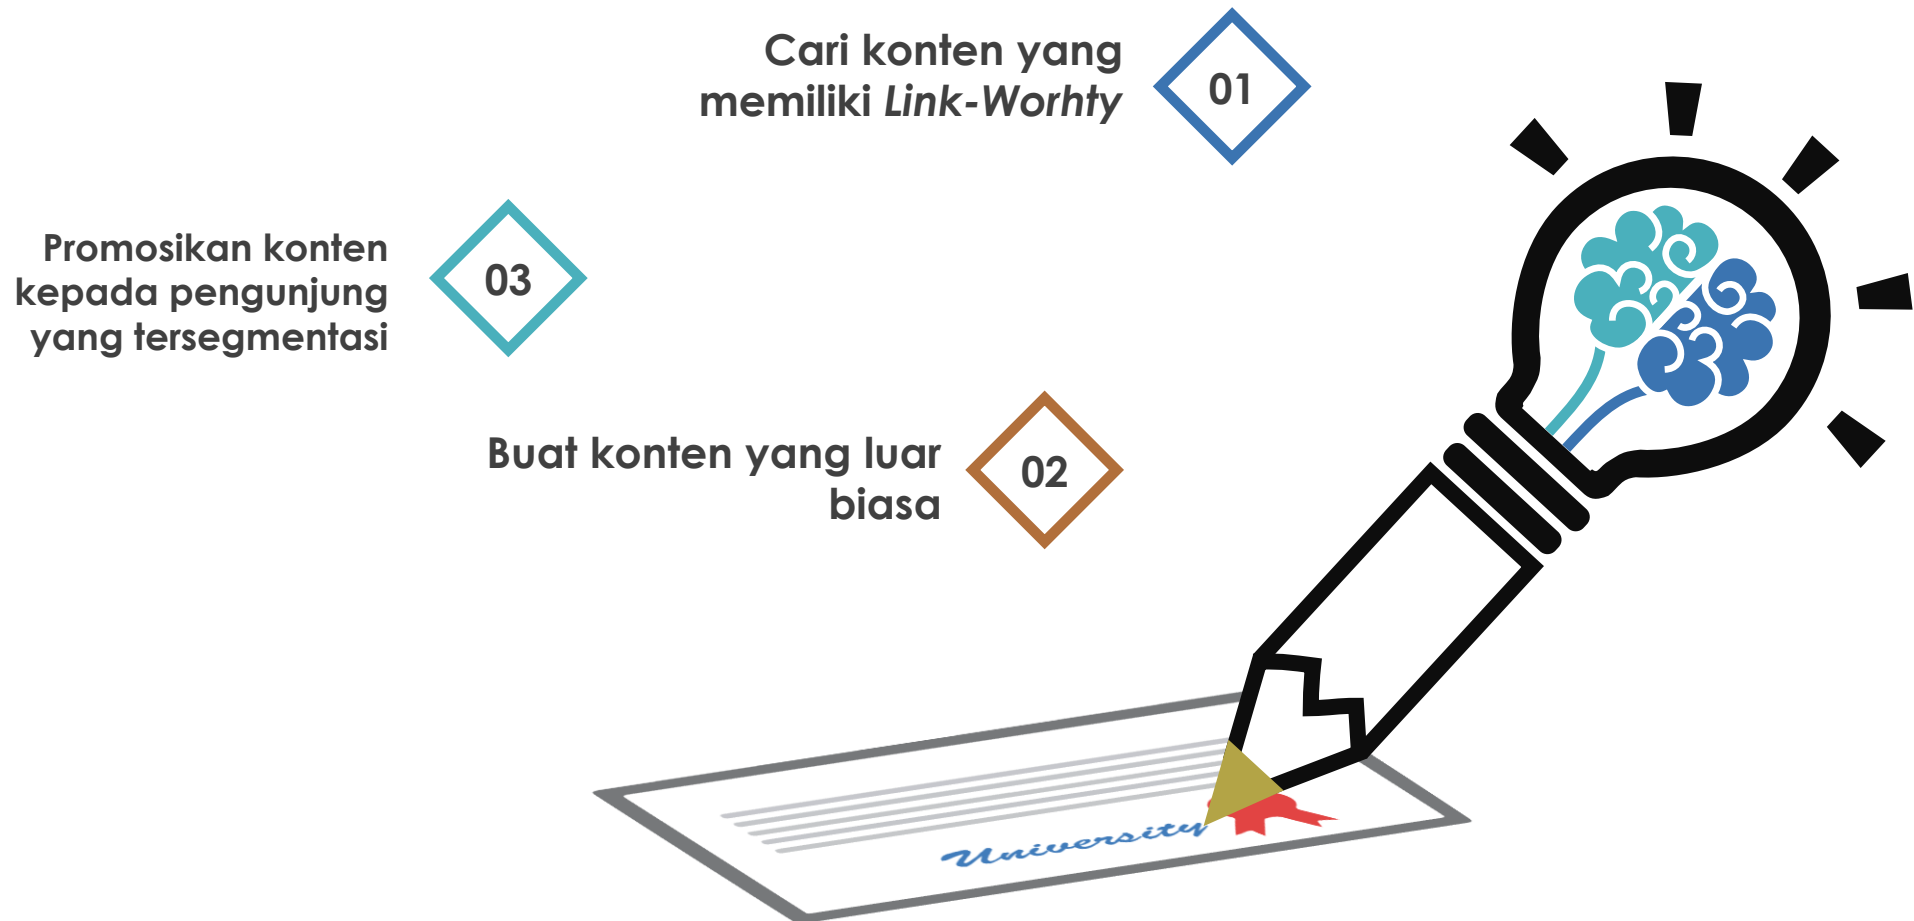 Cari konten yang
memiliki Link-Worhty
01
Promosikan konten
kepada pengunjung
yang tersegmentasi
03
Buat konten yang luar
biasa
02
University